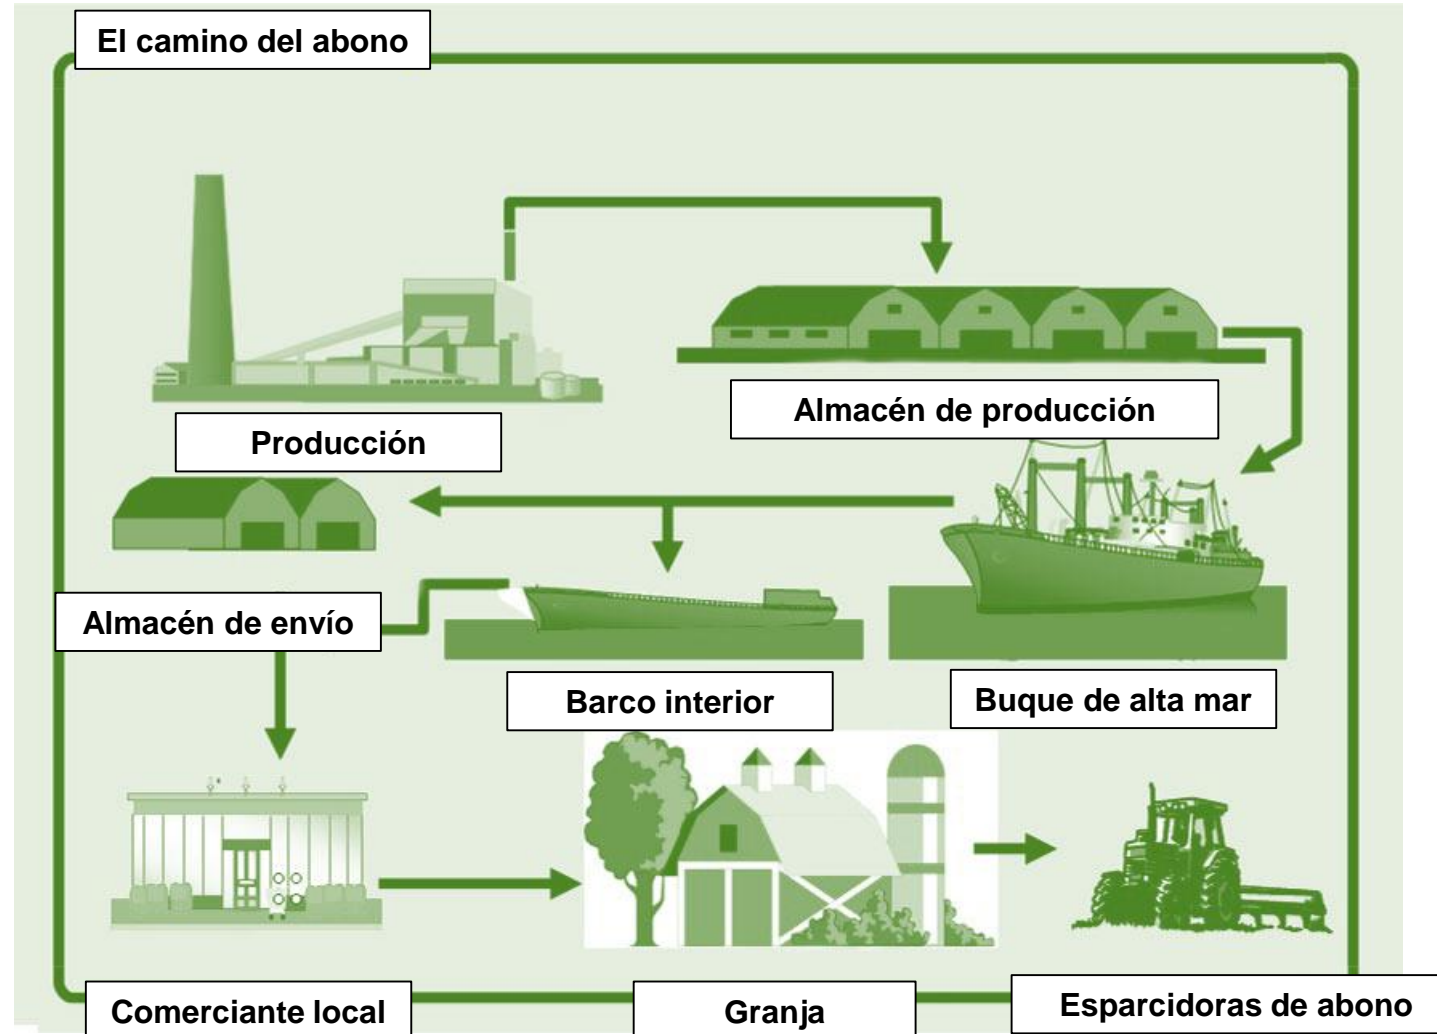 El camino del abono
Almacén de producción
Producción
Almacén de envío
Barco interior
Buque de alta mar
Comerciante local
Granja
Esparcidoras de abono